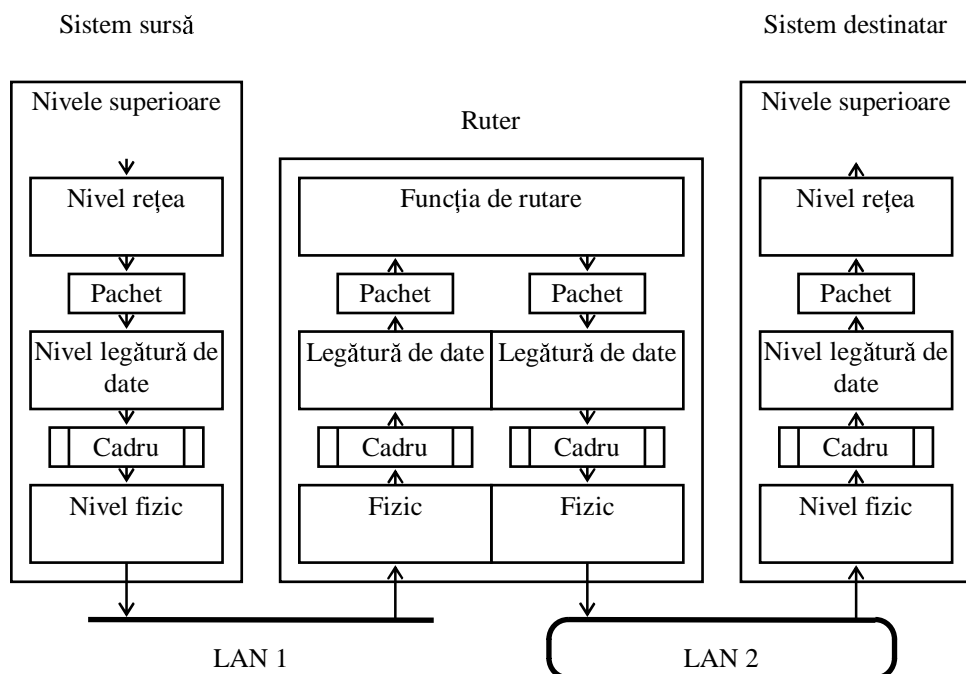 Sistem sursă
Sistem destinatar
Nivele superioare
Ruter
Nivele superioare
Nivel rețea
Funcția de rutare
Nivel rețea
Pachet
Pachet
Pachet
Pachet
Nivel legătură de
date
Legătură de date
Legătură de date
Nivel legătură de
date
Cadru
Cadru
Cadru
Cadru
Nivel fizic
Fizic
Fizic
Nivel fizic
LAN 1
LAN 2